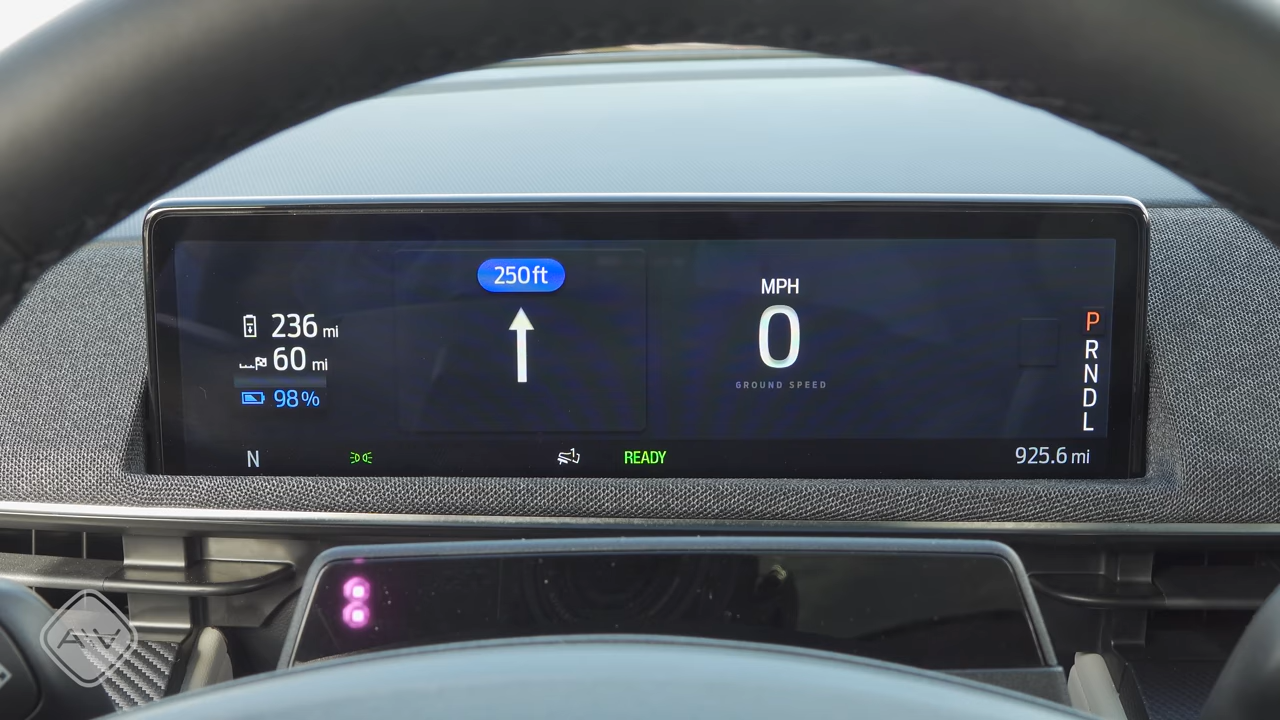 250ft
236 mi
60 mi
98%
MPH
0
GROUND SPEED
P
R
N
D
L
N
READY
925.6 mi